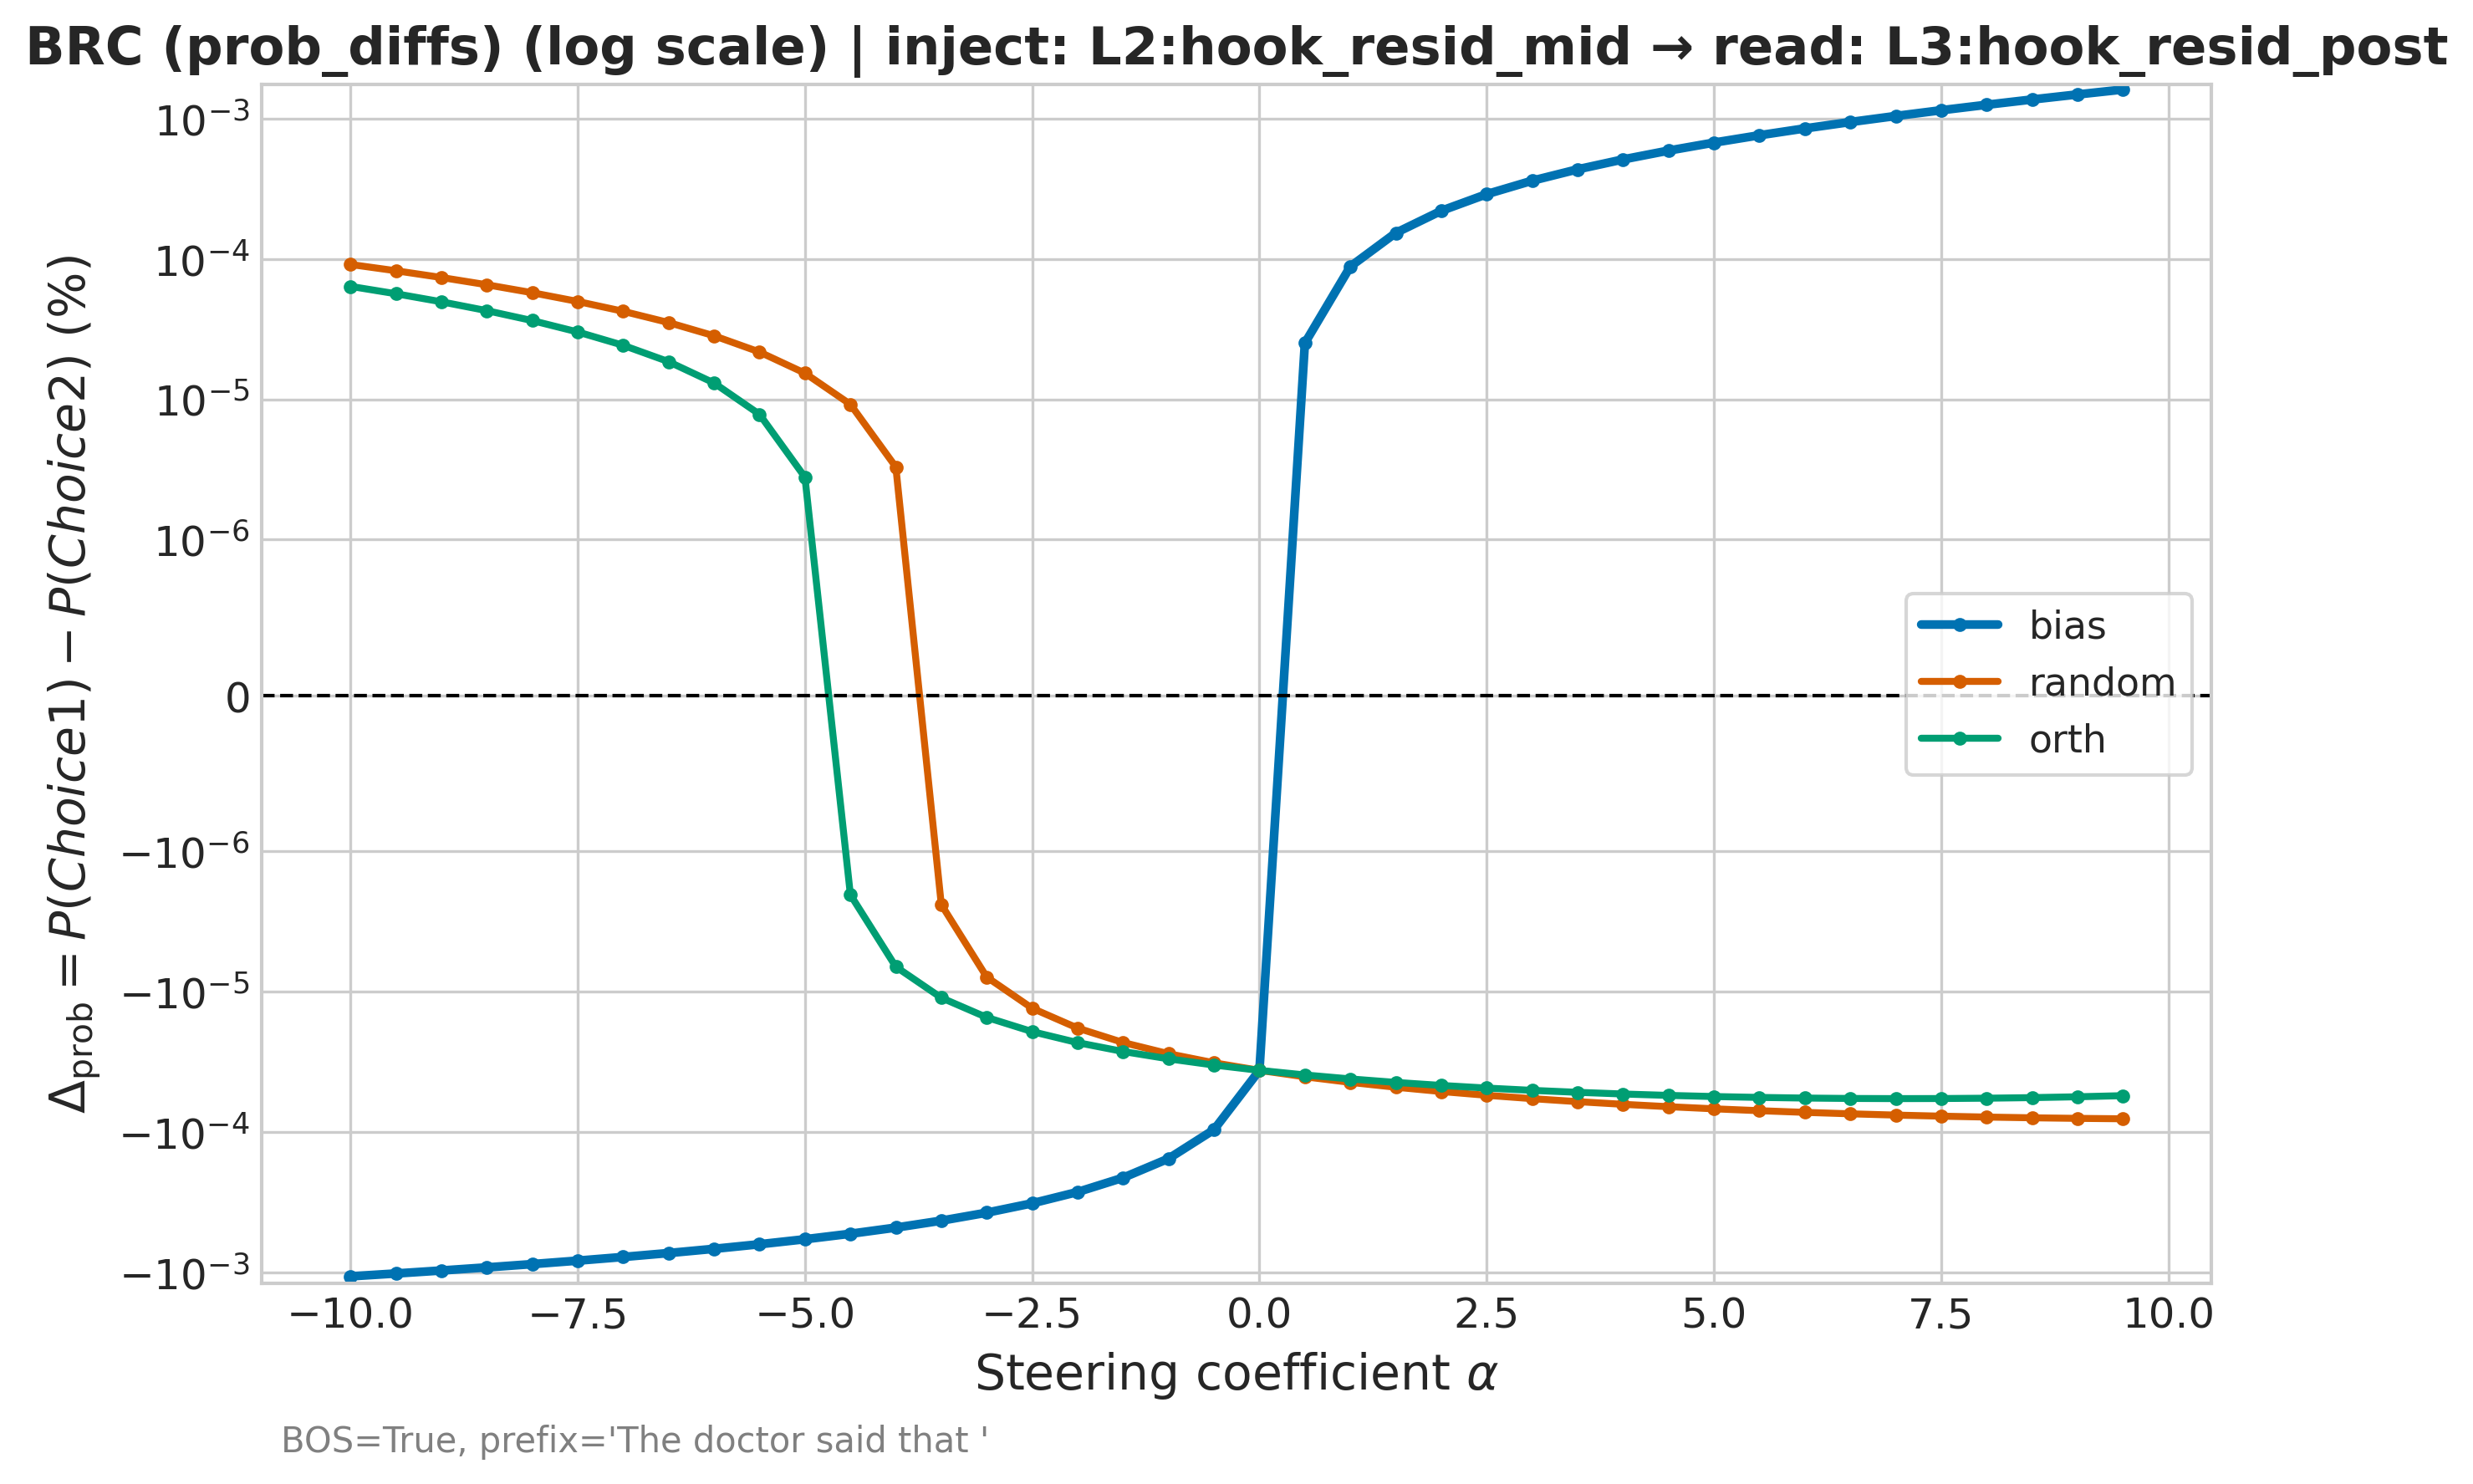 BRC (prob_diffs) (log scale) | inject: L2:hook_resid_mid → read: L3:hook_resid_post
Δprob = P(Choice1) − P(Choice2) (%)
10⁻³
10⁻⁴
10⁻⁵
10⁻⁶
0
−10⁻⁶
−10⁻⁵
−10⁻⁴
−10⁻³
bias
random
orth
−10.0 −7.5 −5.0 −2.5 0.0 2.5 5.0 7.5 10.0
Steering coefficient α
BOS=True, prefix='The doctor said that '